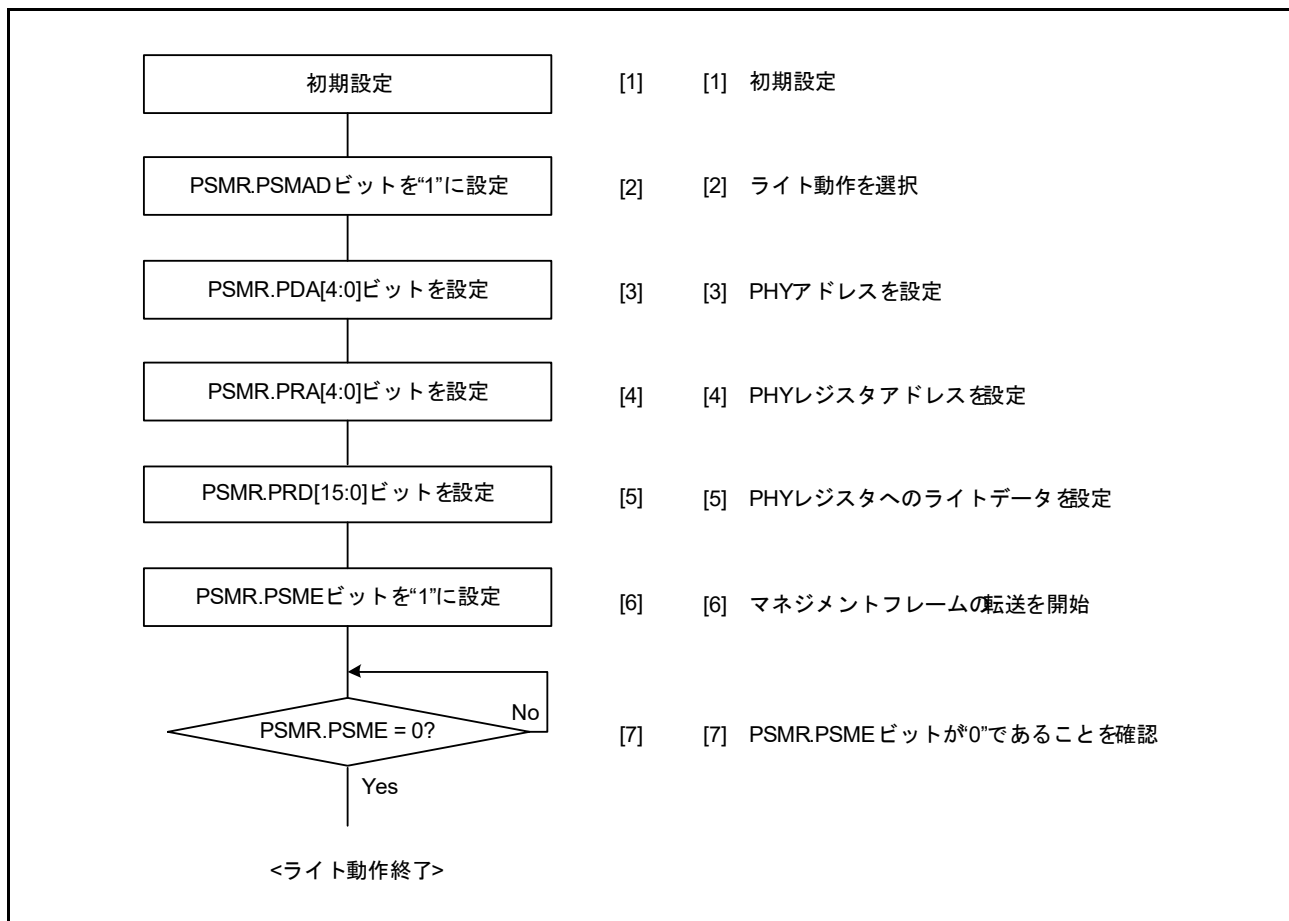 初期設定 [1] [1] 初期設定
PSMR.PSMADビットを“1”に設定 [2] [2] ライト動作を選択
PSMR.PDA[4:0]ビットを設定 [3] [3] PHYアドレスを設定
PSMR.PRA[4:0]ビットを設定 [4] [4] PHYレジスタアドレスを設定
PSMR.PRD[15:0]ビットを設定 [5] [5] PHYレジスタへのライトデータを設定
PSMR.PSMEビットを“1”に設定 [6] [6] マネジメントフレームの転送を開始
No
PSMR.PSME = 0? [7] [7] PSMR.PSMEビットが“0”であることを確認
Yes
<ライト動作終了>